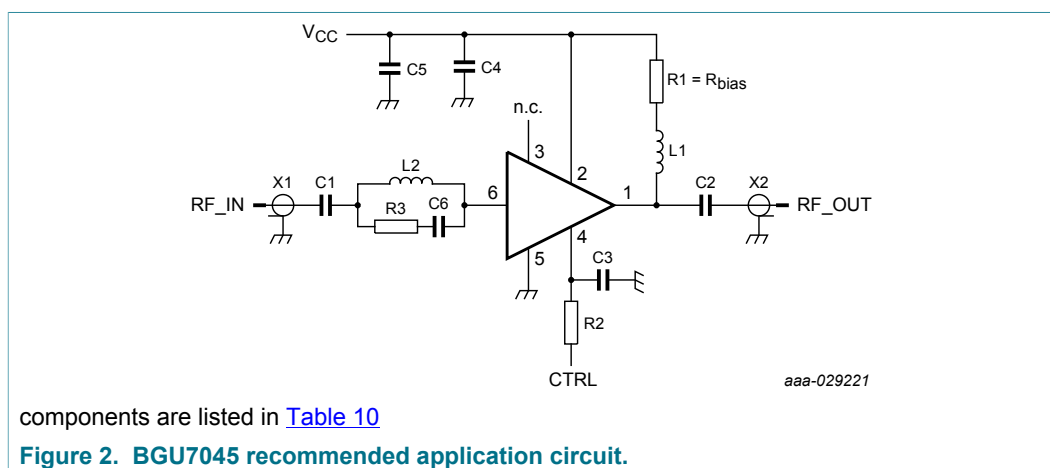 VCC
C5
C4
R1 = Rbias
n.c.
L1
3
2
L2
X1
C1
6
1
C2
X2
RF_IN
R3
C6
RF_OUT
4
5
C3
R2
CTRL
aaa-029221
components are listed in Table 10
Figure 2. BGU7045 recommended application circuit.